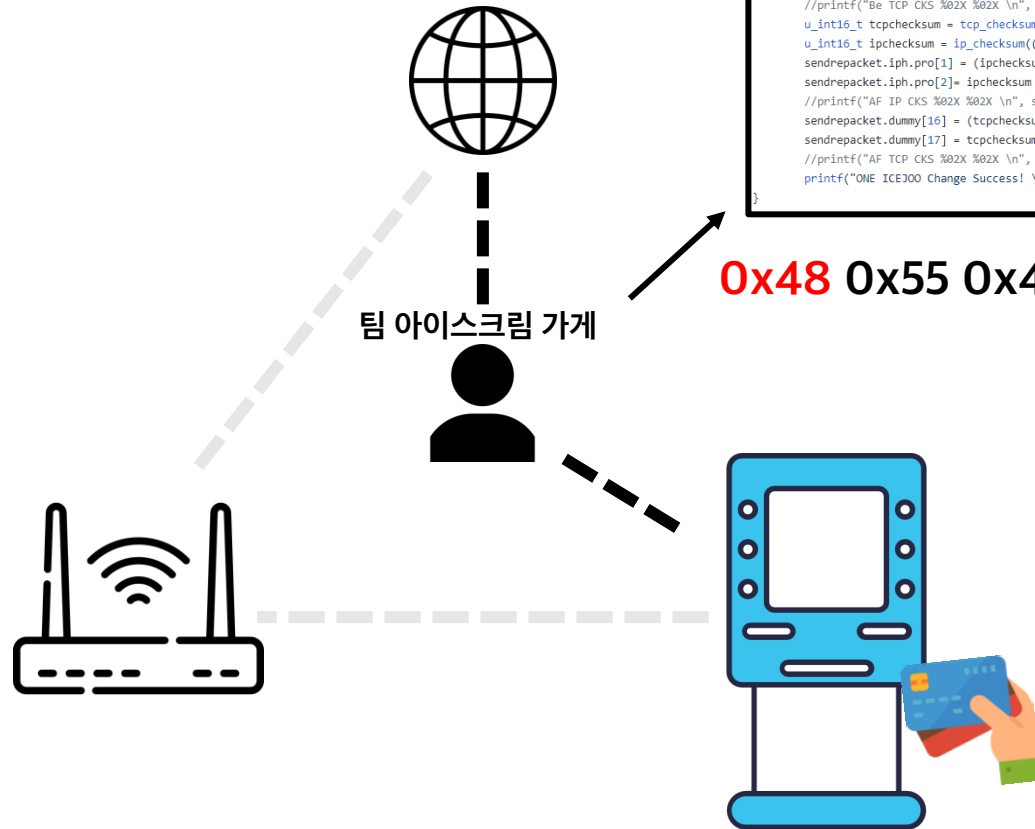 //printf("Be TCP CKS %02X %02X \n",
u_int16_t tcpchecksum = tcp_checksum
u_int16_t ipchecksum = ip_checksum((
sendrepacket.iph.pro[1] = (ipchecksu
sendrepacket.iph.pro[2]= ipchecksum
//printf("AF IP CKS %02X %02X \n", s
sendrepacket.dummy[16] = (tcpchecksu
sendrepacket.dummy[17] = tcpchecksum
//printf("AF TCP CKS %02X %02X \n",
printf("ONE ICEJOO Change Success! \
}
0x48 0x55 0x4
팀 아이스크림 가게